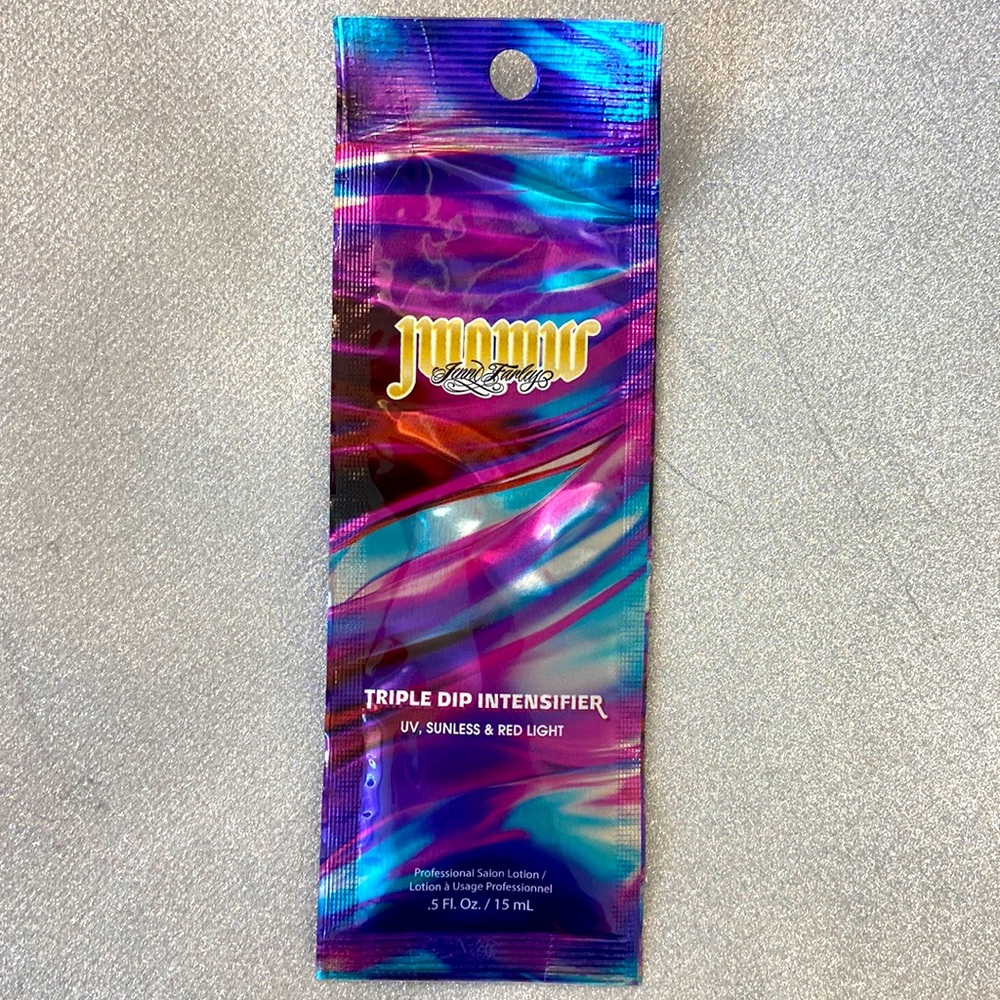 JWOWW
Jenni Farley
TRIPLE DIP INTENSIFIER
UV, SUNLESS & RED LIGHT
Professional Salon Lotion /
Lotion à Usage Professionnel
.5 Fl. Oz. / 15 mL